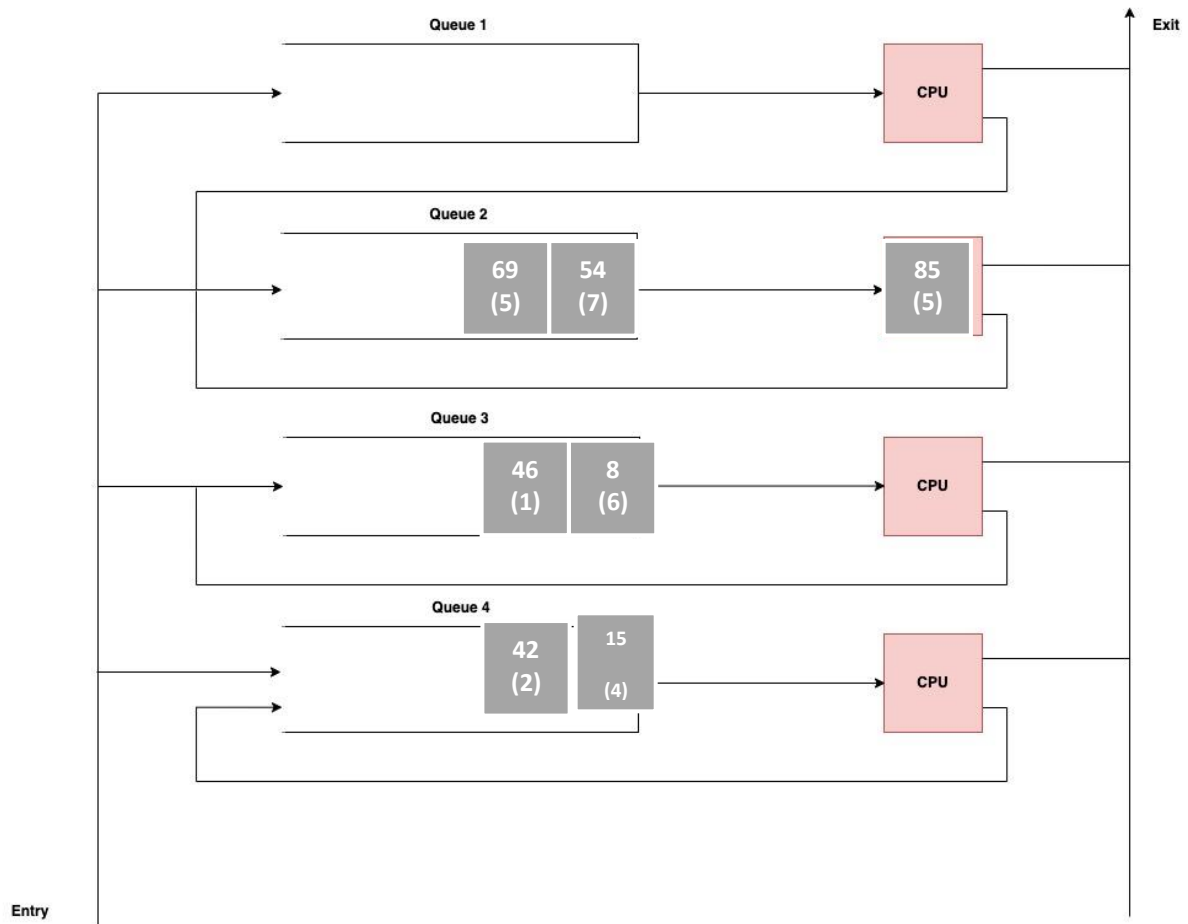 Queue 1
Exit
CPU
Queue 2
69
(5)
54
(7)
85
(5)
Queue 3
46
(1)
8
(6)
CPU
Queue 4
42
(2)
15
(4)
CPU
Entry